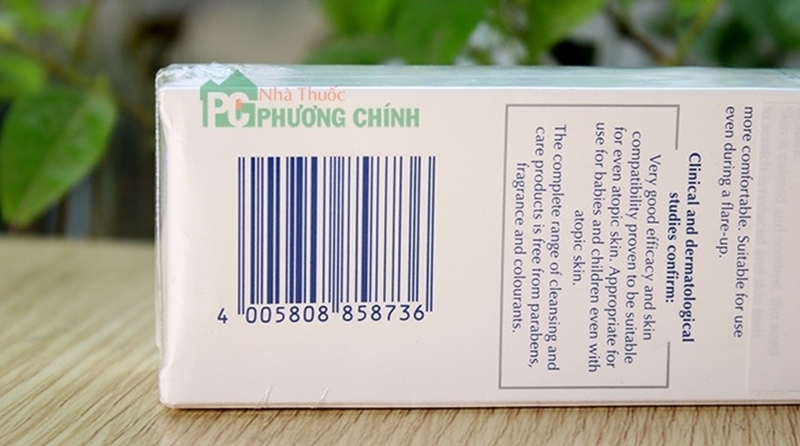 PC
Nhà Thuốc
PHƯƠNG CHÍNH
4 005808 858736
more comfortable. Suitable for use
even during a flare-up.
Clinical and dermatological
studies confirm:
Very good efficacy and skin
compatibility proven to be suitable
for even atopic skin. Appropriate for
use for babies and children even with
atopic skin.
The complete range of cleansing and
care products is free from parabens,
fragrance and colourants.